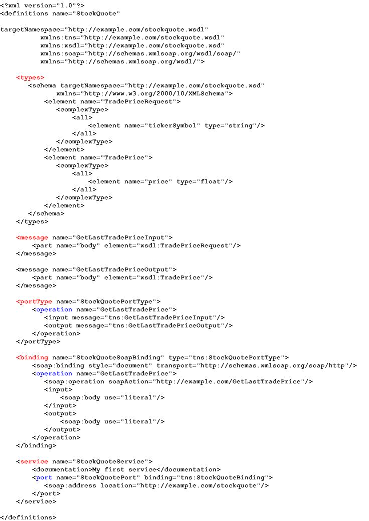 <?xml version="1.0"?>
<definitions name="StockQuote"
targetNamespace="http://example.com/stockquote.wsdl"
xmlns:tns="http://example.com/stockquote.wsdl"
xmlns:xsd1="http://example.com/stockquote.xsd"
xmlns:soap="http://schemas.xmlsoap.org/wsdl/soap/"
xmlns="http://schemas.xmlsoap.org/wsdl/">
<types>
<schema targetNamespace="http://example.com/stockquote.xsd"
xmlns="http://www.w3.org/2000/10/XMLSchema">
<element name="TradePriceRequest">
<complexType>
<all>
<element name="tickerSymbol" type="string"/>
</all>
</complexType>
</element>
<element name="TradePrice">
<complexType>
<all>
<element name="price" type="float"/>
</all>
</complexType>
</element>
</schema>
</types>
<message name="GetLastTradePriceInput">
<part name="body" element="xsd1:TradePriceRequest"/>
</message>
<message name="GetLastTradePriceOutput">
<part name="body" element="xsd1:TradePrice"/>
</message>
<portType name="StockQuotePortType">
<operation name="GetLastTradePrice">
<input message="tns:GetLastTradePriceInput"/>
<output message="tns:GetLastTradePriceOutput"/>
</operation>
</portType>
<binding name="StockQuoteSoapBinding" type="tns:StockQuotePortType">
<soap:binding style="document" transport="http://schemas.xmlsoap.org/soap/http"/>
<operation name="GetLastTradePrice">
<soap:operation soapAction="http://example.com/GetLastTradePrice"/>
<input>
<soap:body use="literal"/>
</input>
<output>
<soap:body use="literal"/>
</output>
</operation>
</binding>
<service name="StockQuoteService">
<documentation>My first service</documentation>
<port name="StockQuotePort" binding="tns:StockQuoteBinding">
<soap:address location="http://example.com/stockquote"/>
</port>
</service>
</definitions>